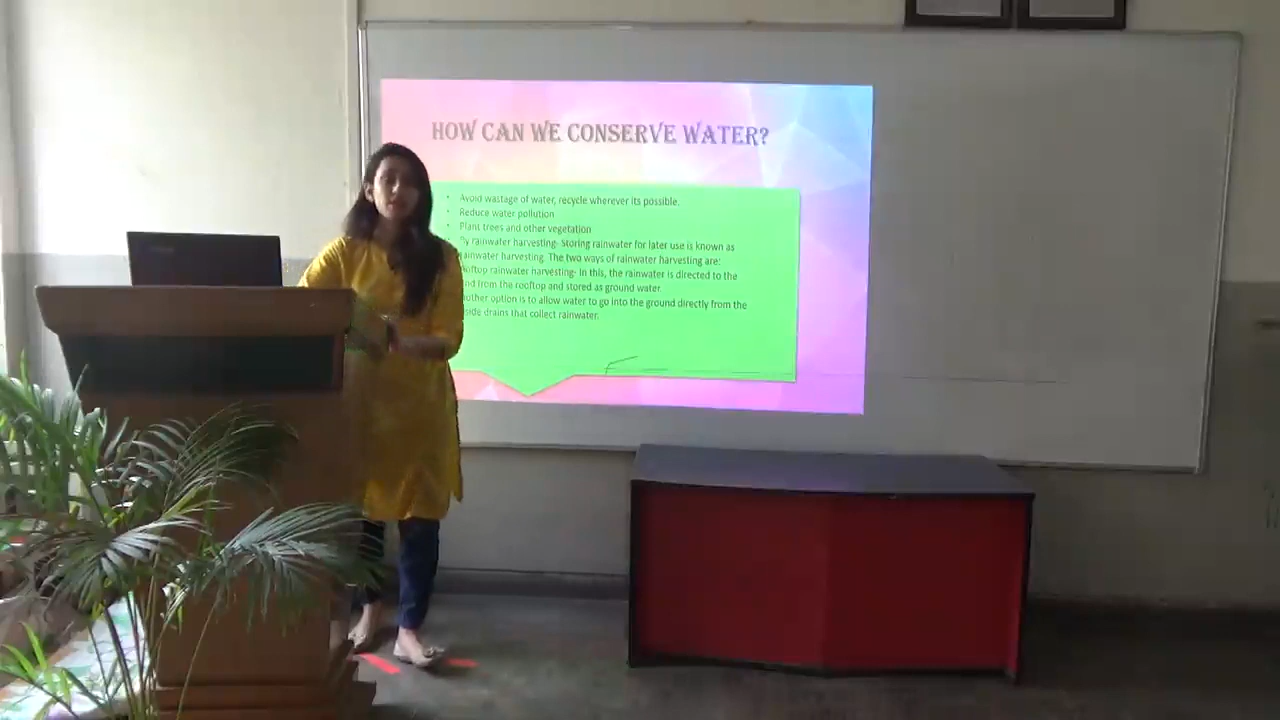 HOW CAN WE CONSERVE WATER?
• Avoid wastage of water, recycle wherever its possible.
• Reduce water pollution
• Plant trees and other vegetation
By rainwater harvesting- Storing rainwater for later use is known as
rainwater harvesting. The two ways of rainwater harvesting are:
Rooftop rainwater harvesting- In this, the rainwater is directed to the
from the rooftop and stored as ground water
option is to allow water to go into the ground directly from the
drains that collect rainwater.